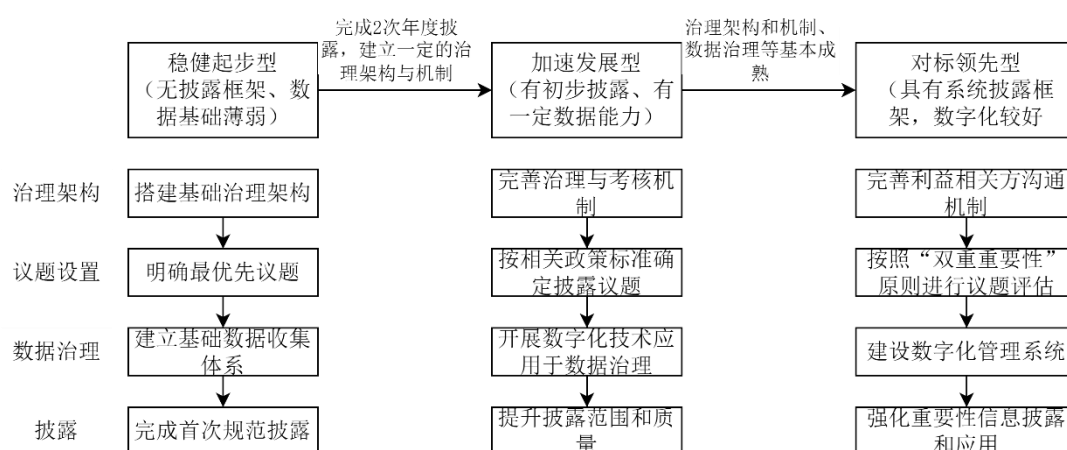 稳健起步型
（无披露框架、数
据基础薄弱）
完成2次年度披
露，建立一定的治
理架构与机制
加速发展型
（有初步披露、有
一定数据能力）
治理架构和机制、
数据治理等基本成
熟
对标领先型
（具有系统披露框
架，数字化较好）
治理架构
搭建基础治理架构
完善治理与考核机
制
完善利益相关方沟通
机制
议题设置
明确最优先议题
按相关政策标准确
定披露议题
按照“双重重要性”
原则进行议题评估
数据治理
建立基础数据收集
体系
开展数字化技术应
用于数据治理
建设数字化管理系统
披露
完成首次规范披露
提升披露范围和质
量
强化重要性信息披露
和应用